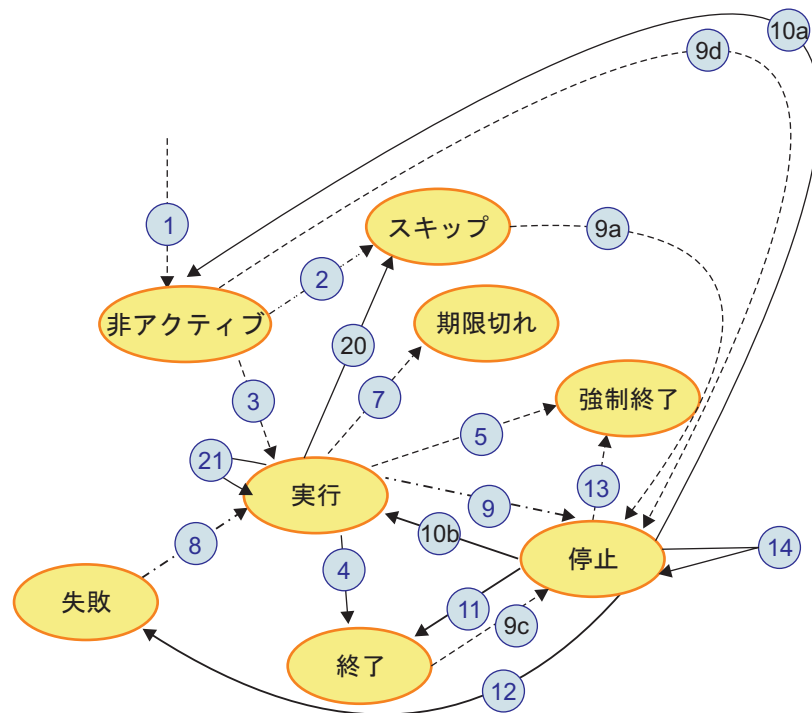 10a
9d
1
スキップ
9a
2
非アクティブ
期限切れ
20
7
3
強制終了
5
21
実行
13
9
10b
8
4
停止
14
失敗
11
9c
終了
12